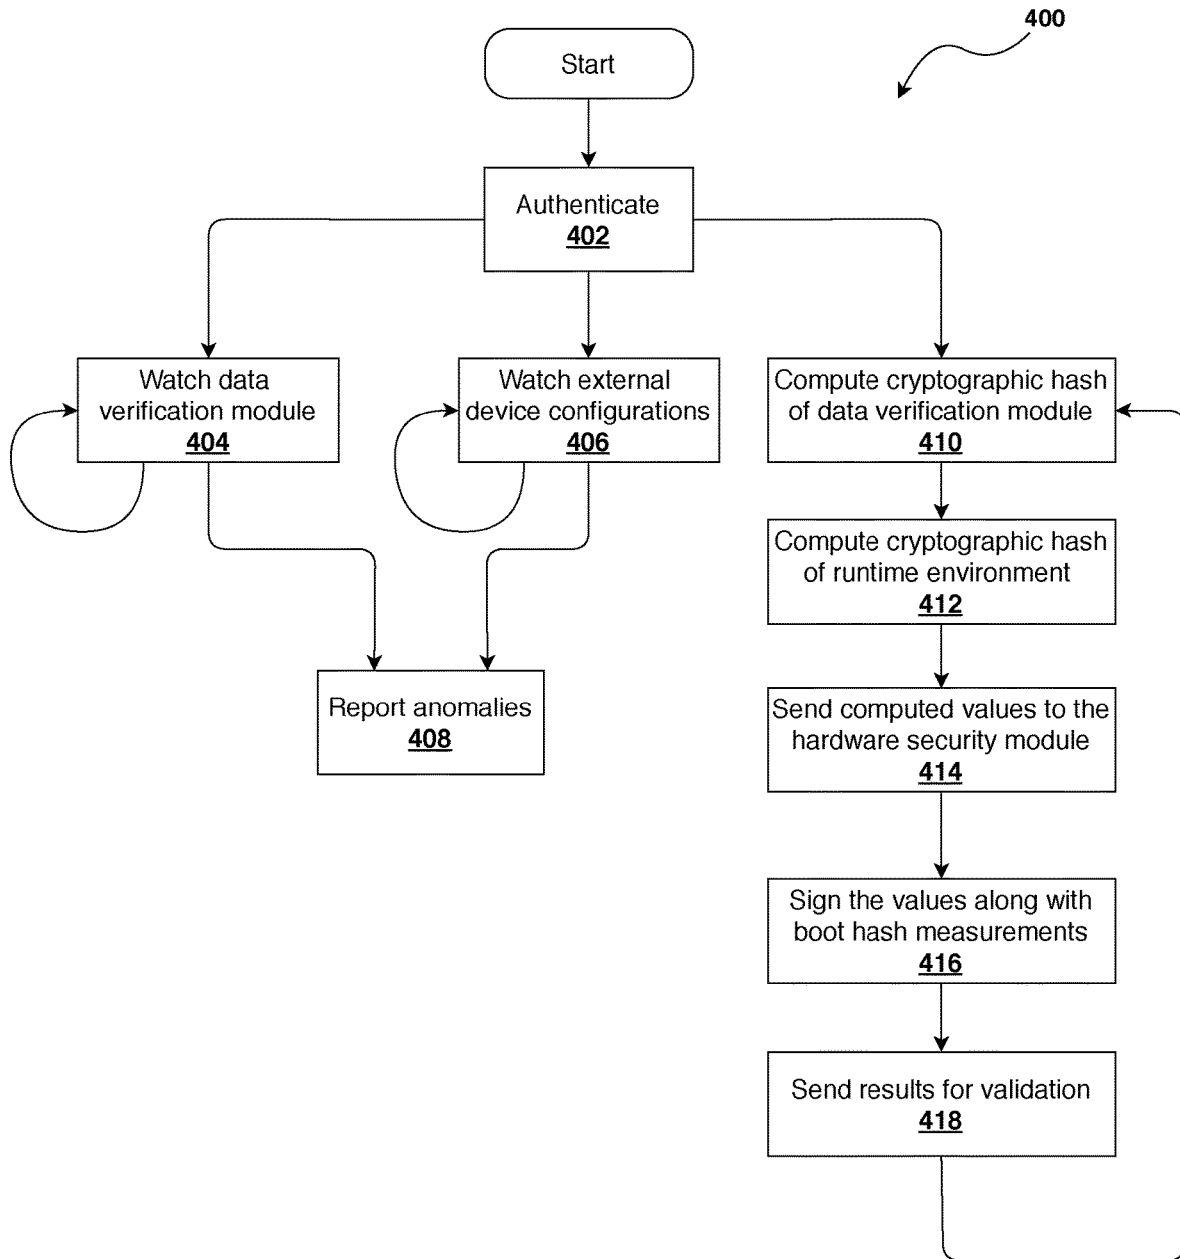 400
Start
Authenticate
402
Watch data
verification module
404
Watch external
device configurations
406
Compute cryptographic hash
of data verification module
410
Compute cryptographic hash
of runtime environment
412
Report anomalies
408
Send computed values to the
hardware security module
414
Sign the values along with
boot hash measurements
416
Send results for validation
418